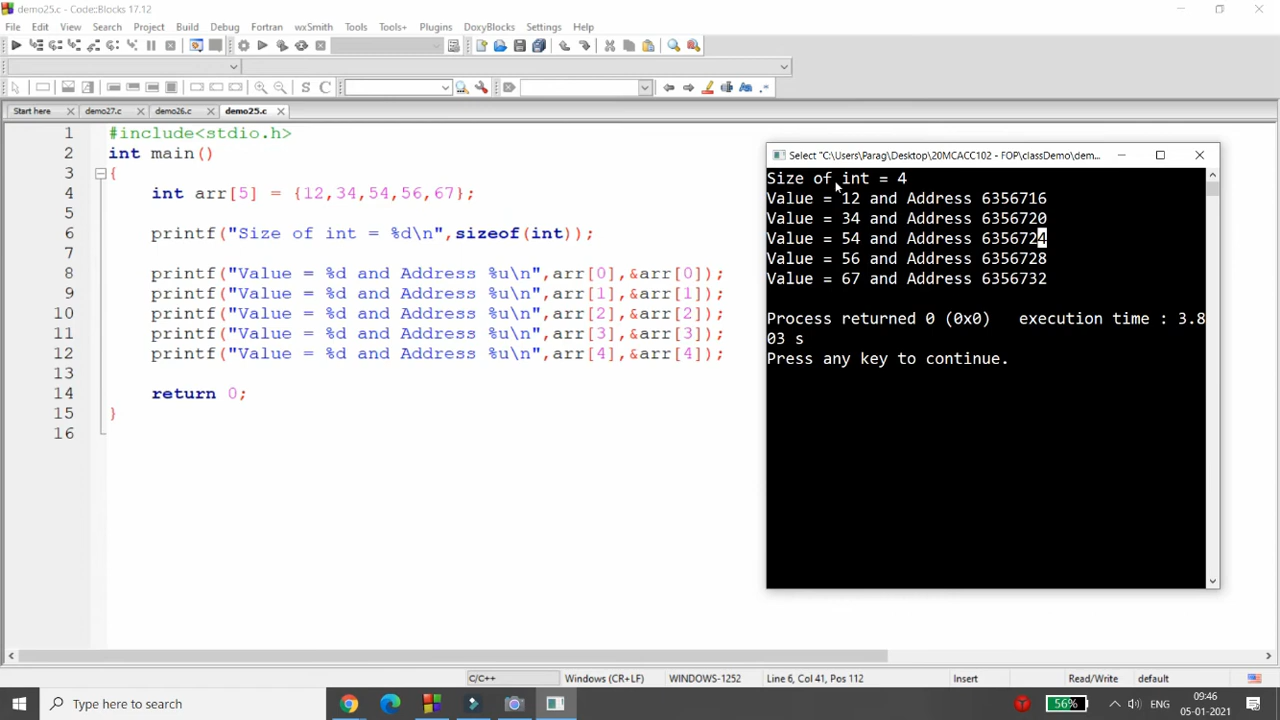 demo25.c - Code::Blocks 17.12
File Edit View Search Project Build Debug Fortran wxSmith Tools Tools+ Plugins DoxyBlocks Settings Help
S C
Start here demo27.c demo26.c demo25.c
1 #include<stdio.h>
2 int main()
3 {
4 int arr[5] = {12,34,54,56,67};
5
6 printf("Size of int = %d\n",sizeof(int));
7
8 printf("Value = %d and Address %u\n",arr[0],&arr[0]);
9 printf("Value = %d and Address %u\n",arr[1],&arr[1]);
10 printf("Value = %d and Address %u\n",arr[2],&arr[2]);
11 printf("Value = %d and Address %u\n",arr[3],&arr[3]);
12 printf("Value = %d and Address %u\n",arr[4],&arr[4]);
13
14 return 0;
15 }
16
Select "C:\Users\Parag\Desktop\20MCACC102 - FOP\classDemo\dem...
Size of int = 4
Value = 12 and Address 6356716
Value = 34 and Address 6356720
Value = 54 and Address 6356724
Value = 56 and Address 6356728
Value = 67 and Address 6356732
Process returned 0 (0x0) execution time : 3.8
03 s
Press any key to continue.
C/C++ Windows (CR+LF) WINDOWS-1252 Line 6, Col 41, Pos 112 Insert Read/Write default
Type here to search
56%
ENG
09:46
05-01-2021